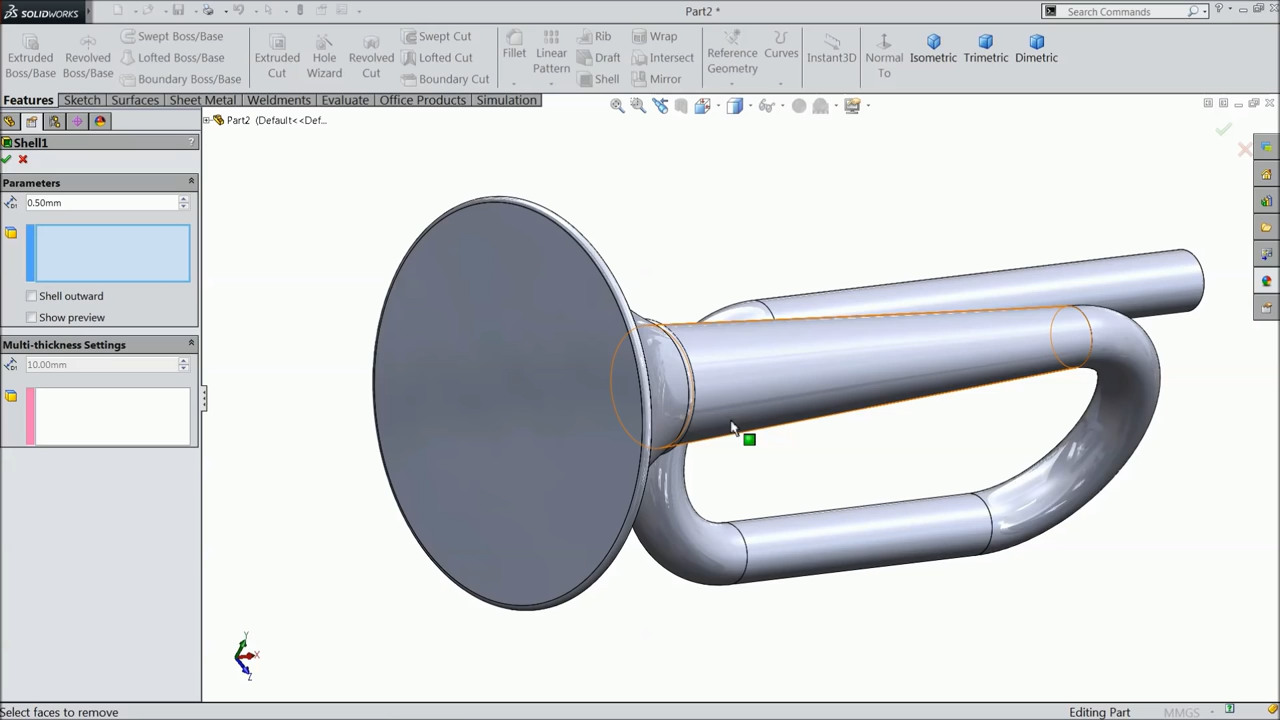 SOLIDWORKS
Part2 *
Search Commands
Extruded Boss/Base
Revolved Boss/Base
Swept Boss/Base
Lofted Boss/Base
Boundary Boss/Base
Extruded Cut
Hole Wizard
Revolved Cut
Swept Cut
Lofted Cut
Boundary Cut
Fillet
Linear Pattern
Rib
Draft
Shell
Wrap
Intersect
Mirror
Reference Geometry
Curves
Instant3D
Normal To
Isometric
Trimetric
Dimetric
Features
Sketch
Surfaces
Sheet Metal
Weldments
Evaluate
Office Products
Simulation
Part2 (Default<<Def...
Shell1
?
Parameters
0.50mm
Shell outward
Show preview
Multi-thickness Settings
10.00mm
Y
X
Z
Select faces to remove
Editing Part
MMGS